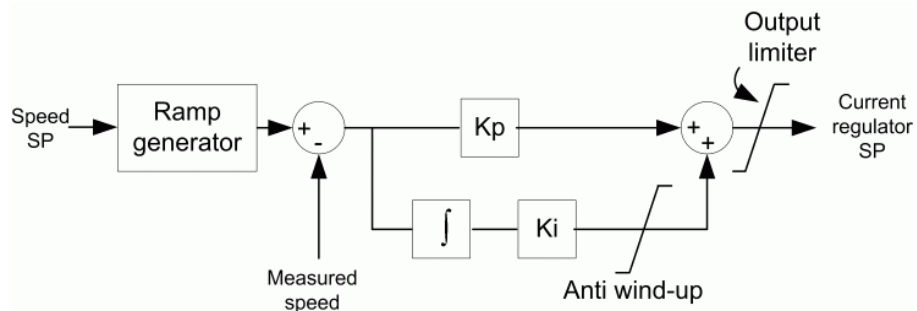 Speed
SP
Ramp
generator
+
-
Measured
speed
Kp
∫
Ki
Anti wind-up
+
+
Output
limiter
Current
regulator
SP